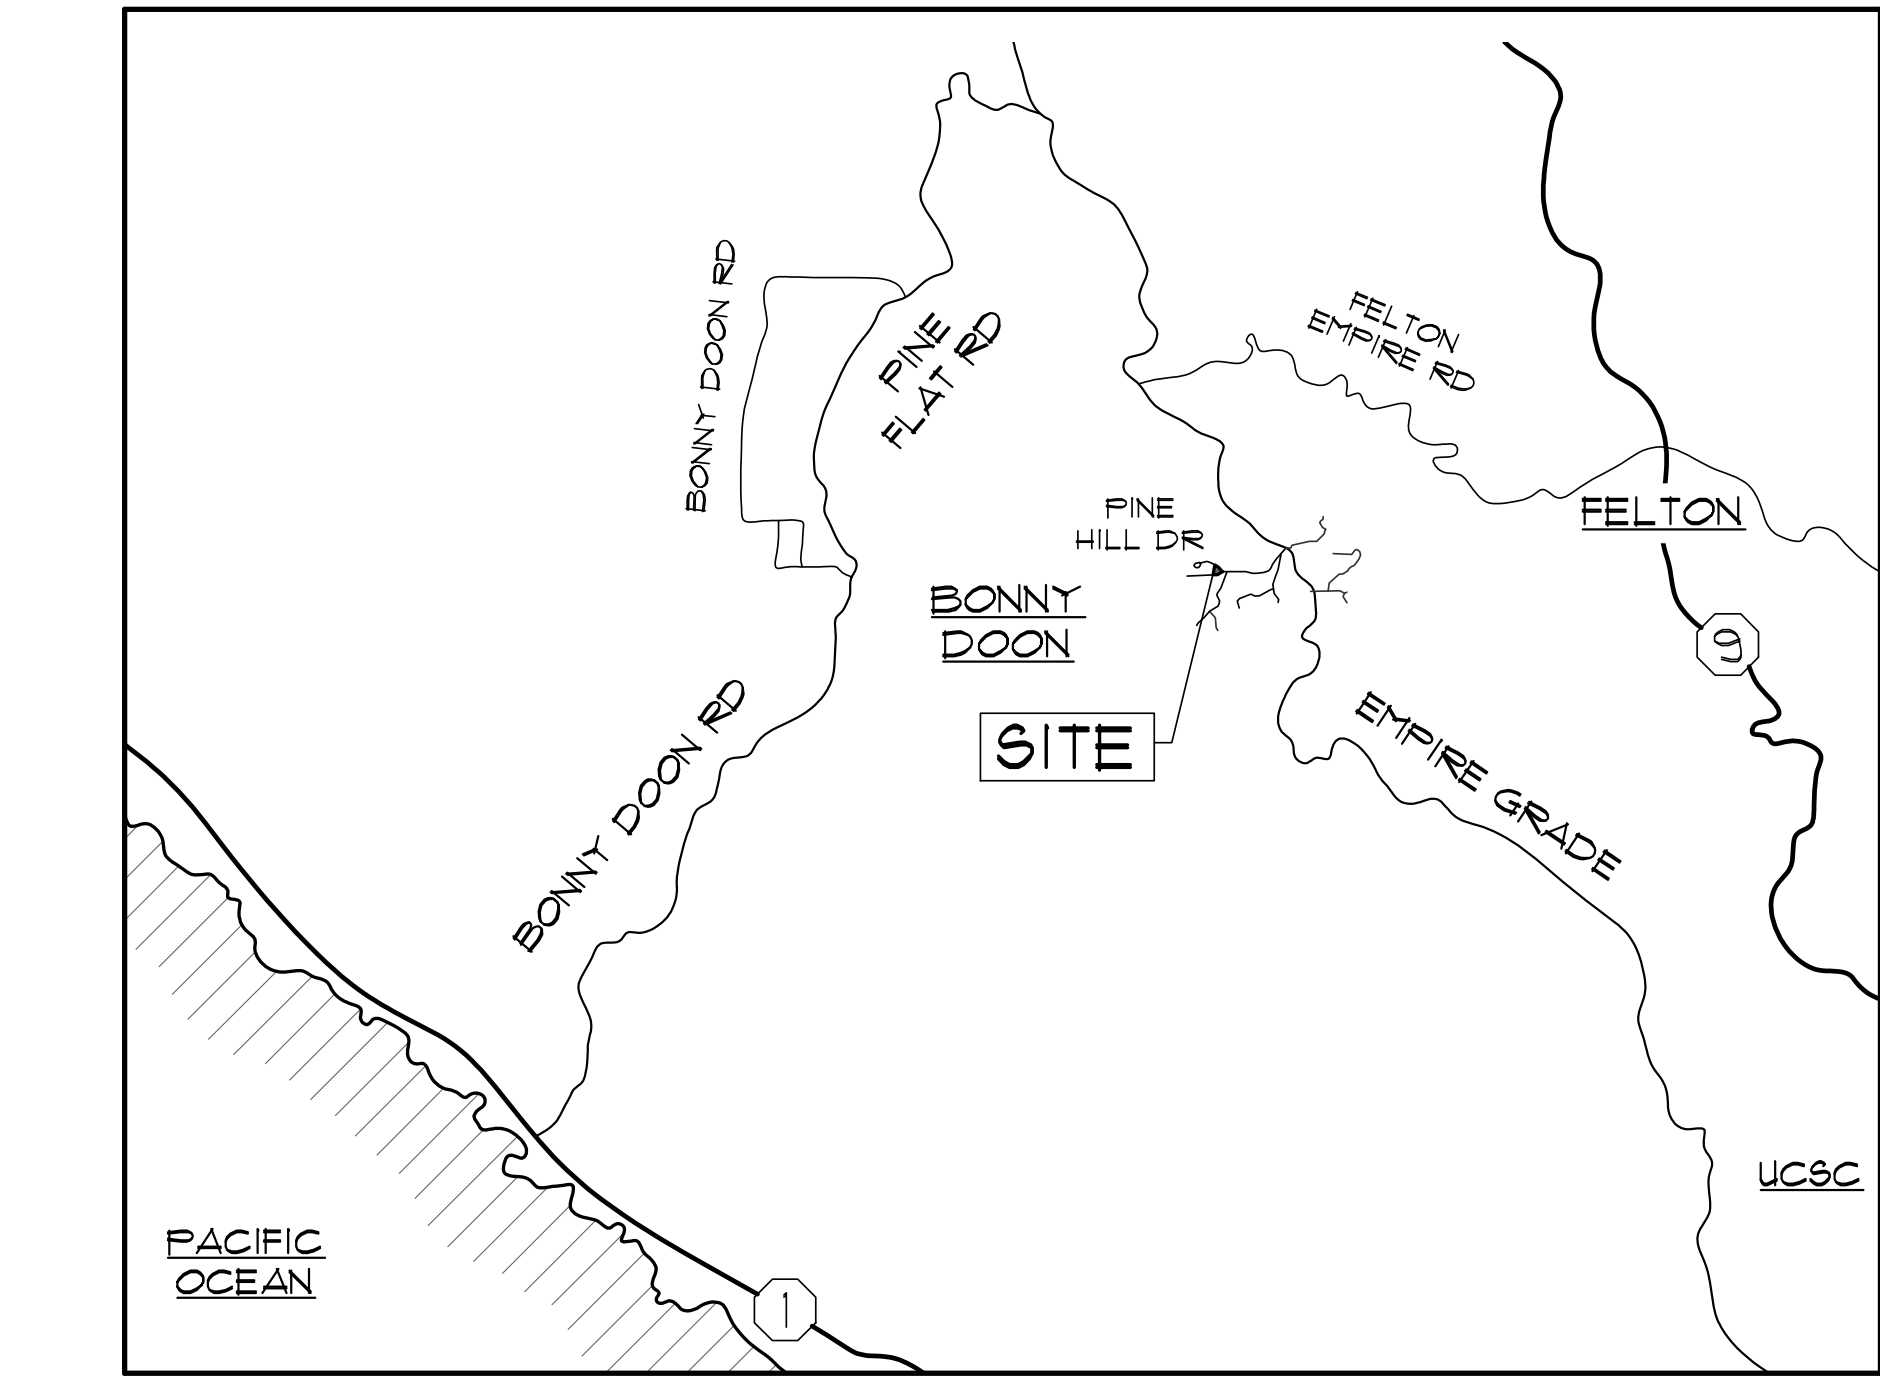 BONNY DOON RD
PINE
FLAT RD
FELTON
EMPIRE RD
FELTON
PINE
HILL DR
BONNY
DOON
9
SITE
EMPIRE GRADE
BONNY DOON RD
UCSC
PACIFIC
OCEAN
1